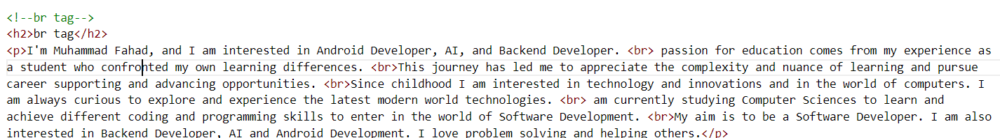 <!--br tag-->
<h2>br tag</h2>
<p>I'm Muhammad Fahad, and I am interested in Android Developer, AI, and Backend Developer. <br> passion for education comes from my experience as
a student who confronted my own learning differences. <br>This journey has led me to appreciate the complexity and nuance of learning and pursue
career supporting and advancing opportunities. <br>Since childhood I am interested in technology and innovations and in the world of computers. I
am always curious to explore and experience the latest modern world technologies. <br> am currently studying Computer Sciences to learn and
achieve different coding and programming skills to enter in the world of Software Development. <br>My aim is to be a Software Developer. I am also
interested in Backend Developer, AI and Android Development. I love problem solving and helping others.</p>